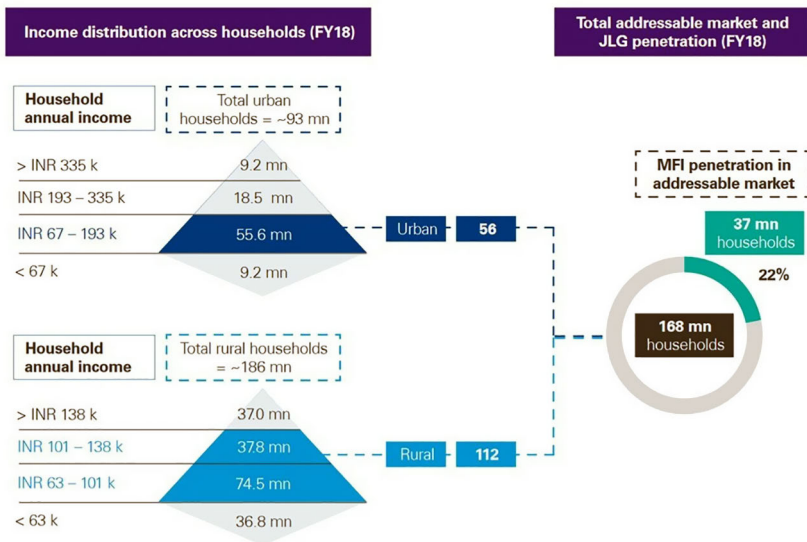 Income distribution across households (FY18)
Total addressable market and
JLG penetration (FY18)
Household
annual income
Total urban
households = ~93 mn
> INR 335 k
9.2 mn
INR 193 – 335 k
18.5 mn
INR 67 – 193 k
55.6 mn
Urban
56
< 67 k
9.2 mn
MFI penetration in
addressable market
37 mn
households
22%
168 mn
households
Household
annual income
Total rural households
= ~186 mn
> INR 138 k
37.0 mn
INR 101 – 138 k
37.8 mn
Rural
112
INR 63 – 101 k
74.5 mn
< 63 k
36.8 mn